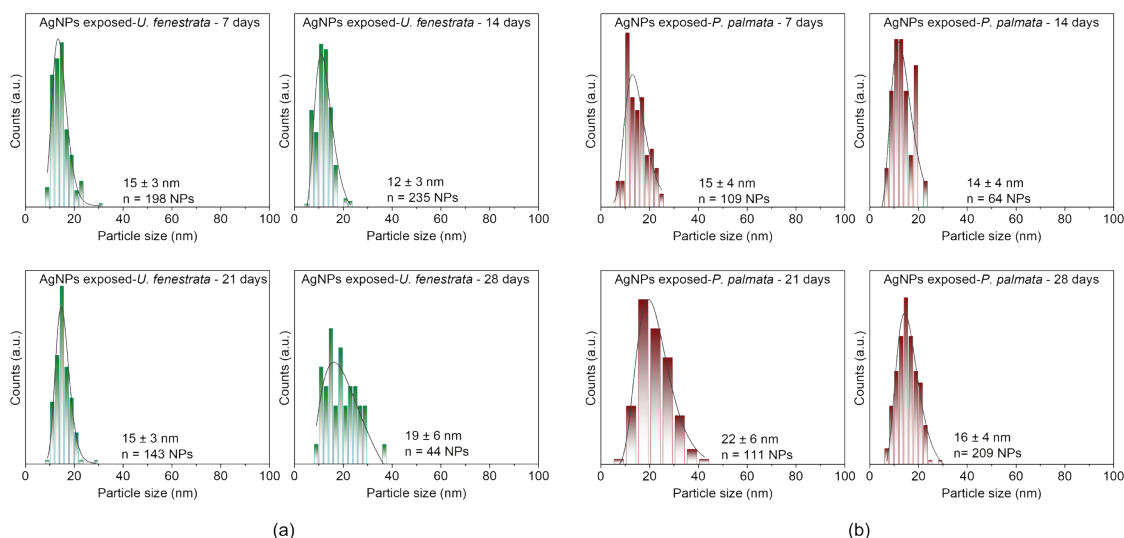 AgNPs exposed-U. fenestrata - 7 days
Counts (a.u.)
15 ± 3 nm
n = 198 NPs
0 20 40 60 80 100
Particle size (nm)
AgNPs exposed-U. fenestrata - 14 days
Counts (a.u.)
12 ± 3 nm
n = 235 NPs
0 20 40 60 80 100
Particle size (nm)
AgNPs exposed-U. fenestrata - 21 days
Counts (a.u.)
15 ± 3 nm
n = 143 NPs
0 20 40 60 80 100
Particle size (nm)
AgNPs exposed-U. fenestrata - 28 days
Counts (a.u.)
19 ± 6 nm
n = 44 NPs
0 20 40 60 80 100
Particle size (nm)
(a)
AgNPs exposed-P. palmata - 7 days
Counts (a.u.)
15 ± 4 nm
n = 109 NPs
0 20 40 60 80 100
Particle size (nm)
AgNPs exposed-P. palmata - 14 days
Counts (a.u.)
14 ± 4 nm
n = 64 NPs
0 20 40 60 80 100
Particle size (nm)
AgNPs exposed-P. palmata - 21 days
Counts (a.u.)
22 ± 6 nm
n = 111 NPs
0 20 40 60 80 100
Particle size (nm)
AgNPs exposed-P. palmata - 28 days
Counts (a.u.)
16 ± 4 nm
n= 209 NPs
0 20 40 60 80 100
Particle size (nm)
(b)